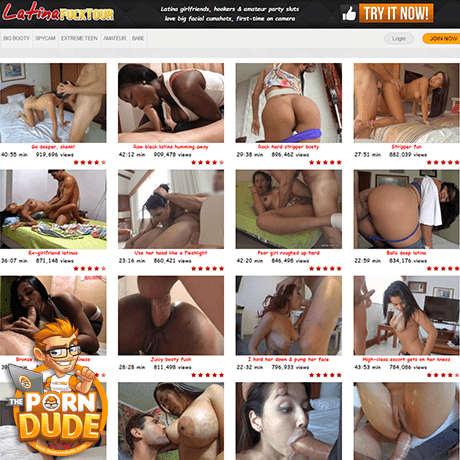 Latina FuckTour
Latina girlfriends, hookers & amateur party sluts
love big facial cumshots, first-time on camera
TRY IT NOW!
BIG BOOTY SPYCAM EXTREME TEEN AMATEUR BABE
Login JOIN NOW
Go deeper, skank! Raw black latina humming away Rock hard stripper booty Stripper fun
40:55 min 919,696 views 42:12 min 909,478 views 29:38 min 896,462 views 27:51 min 882,039 views
Ex-girlfriend latinas Use her head like a fleshlight Poor girl roughed up hard Balls deep latina
36:07 min 871,148 views 23:16 min 860,421 views 42:20 min 846,498 views 22:59 min 834,176 views
Bronze Juicy booty fuck I hold her down & pump her face High-class escort gets on her knees
28:28 min 811,498 views 22:32 min 796,933 views 43:53 min 784,086 views
THE
PORN
DUDE